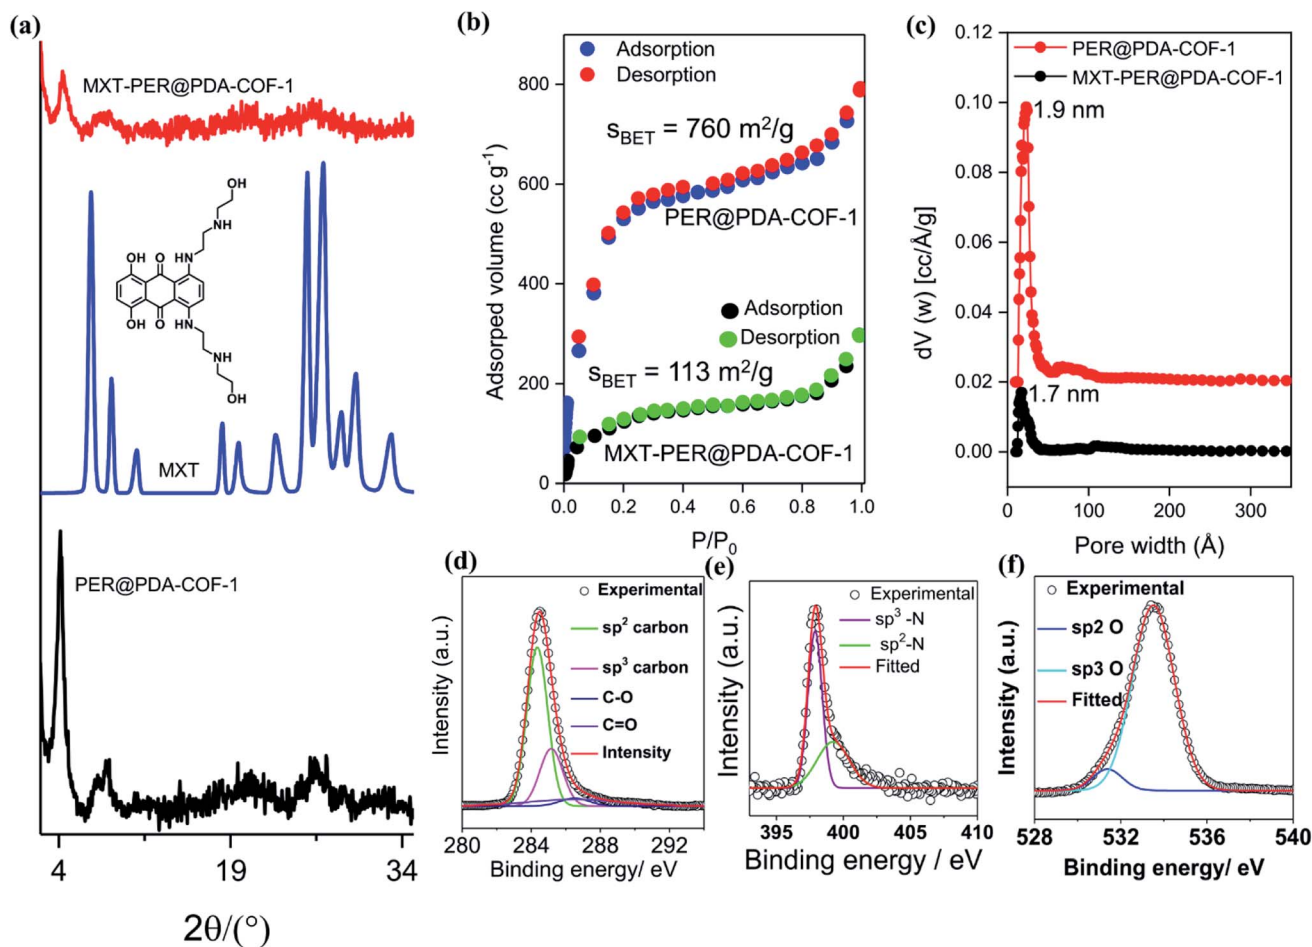 (a)
MXT-PER@PDA-COF-1
OH
NH
OH O HN
OH O HN
NH
OH
MXT
PER@PDA-COF-1
4 19 34
2θ/(°)
(b)
Adsorption
Desorption
800
600
400
200
0
Adsorped volume (cc g⁻¹)
sBET = 760 m²/g
PER@PDA-COF-1
Adsorption
Desorption
sBET = 113 m²/g
MXT-PER@PDA-COF-1
0.0 0.2 0.4 0.6 0.8 1.0
P/P₀
(c)
PER@PDA-COF-1
MXT-PER@PDA-COF-1
0.12
0.10
0.08
0.06
0.04
0.02
0.00
dV (w) [cc/Å/g]
1.9 nm
1.7 nm
0 100 200 300
Pore width (Å)
(d)
Experimental
sp² carbon
sp³ carbon
C-O
C=O
Intensity
Intensity (a.u.)
280 284 288 292
Binding energy/ eV
(e)
Experimental
sp³ -N
sp²-N
Fitted
Intensity (a.u.)
395 400 405 410
Binding energy / eV
(f)
Experimental
sp2 O
sp3 O
Fitted
Intensity (a.u.)
528 532 536 540
Binding energy/ eV